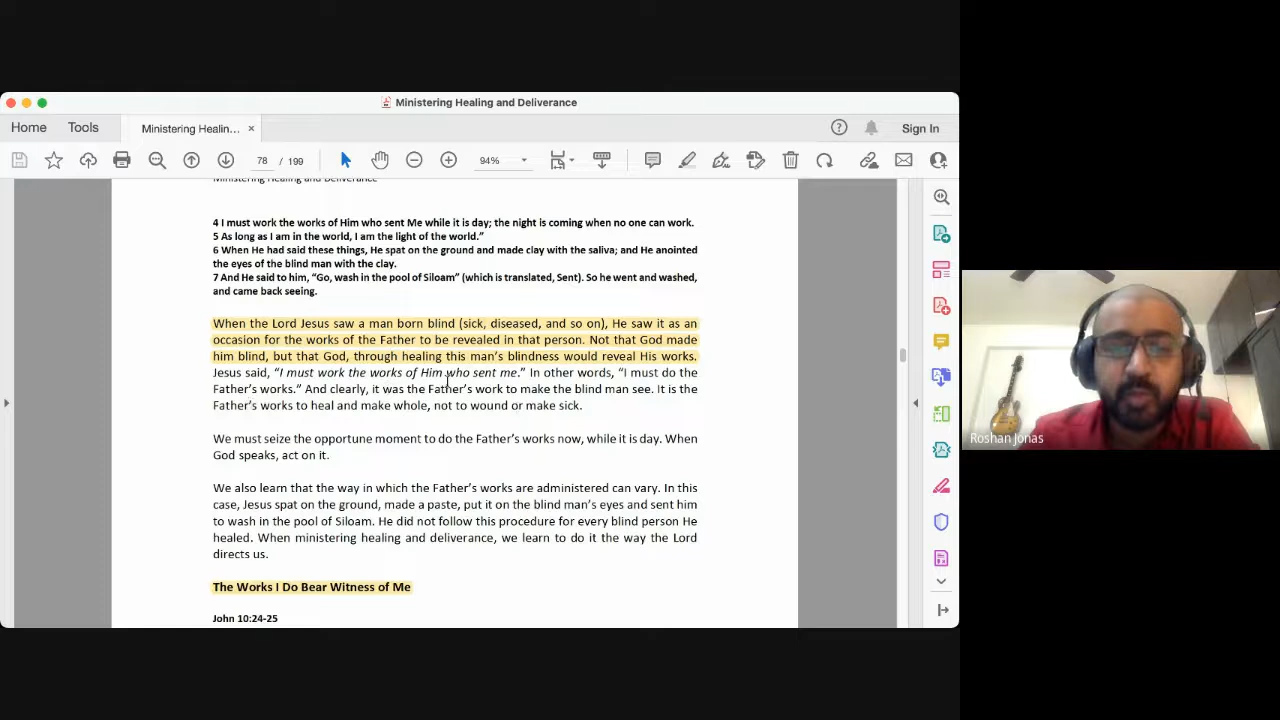 Ministering Healing and Deliverance
Home Tools Ministering Healin... × Sign In
78 / 199 94%
Ministering Healing and Deliverance
4 I must work the works of Him who sent Me while it is day; the night is coming when no one can work.
5 As long as I am in the world, I am the light of the world.”
6 When He had said these things, He spat on the ground and made clay with the saliva; and He anointed
the eyes of the blind man with the clay.
7 And He said to him, “Go, wash in the pool of Siloam” (which is translated, Sent). So he went and washed,
and came back seeing.
When the Lord Jesus saw a man born blind (sick, diseased, and so on), He saw it as an
occasion for the works of the Father to be revealed in that person. Not that God made
him blind, but that God, through healing this man’s blindness would reveal His works.
Jesus said, “I must work the works of Him who sent me.” In other words, “I must do the
Father’s works.” And clearly, it was the Father’s work to make the blind man see. It is the
Father’s works to heal and make whole, not to wound or make sick.
We must seize the opportune moment to do the Father’s works now, while it is day. When
God speaks, act on it.
We also learn that the way in which the Father’s works are administered can vary. In this
case, Jesus spat on the ground, made a paste, put it on the blind man’s eyes and sent him
to wash in the pool of Siloam. He did not follow this procedure for every blind person He
healed. When ministering healing and deliverance, we learn to do it the way the Lord
directs us.
The Works I Do Bear Witness of Me
John 10:24-25
Roshan Jonas